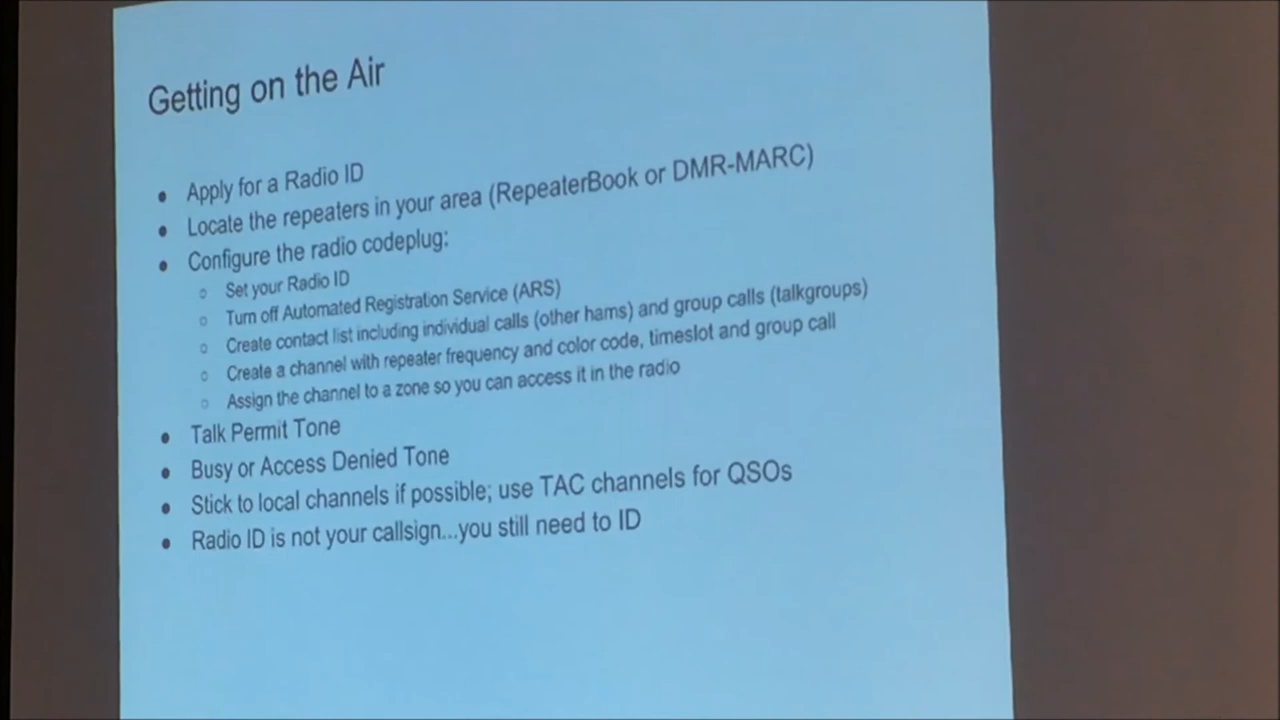 Getting on the Air
● Apply for a Radio ID
● Locate the repeaters in your area (RepeaterBook or DMR-MARC)
● Configure the radio codeplug:
○ Set your Radio ID
○ Turn off Automated Registration Service (ARS)
○ Create contact list including individual calls (other hams) and group calls (talkgroups)
○ Create a channel with repeater frequency and color code, timeslot and group call
○ Assign the channel to a zone so you can access it in the radio
● Talk Permit Tone
● Busy or Access Denied Tone
● Stick to local channels if possible; use TAC channels for QSOs
● Radio ID is not your callsign...you still need to ID